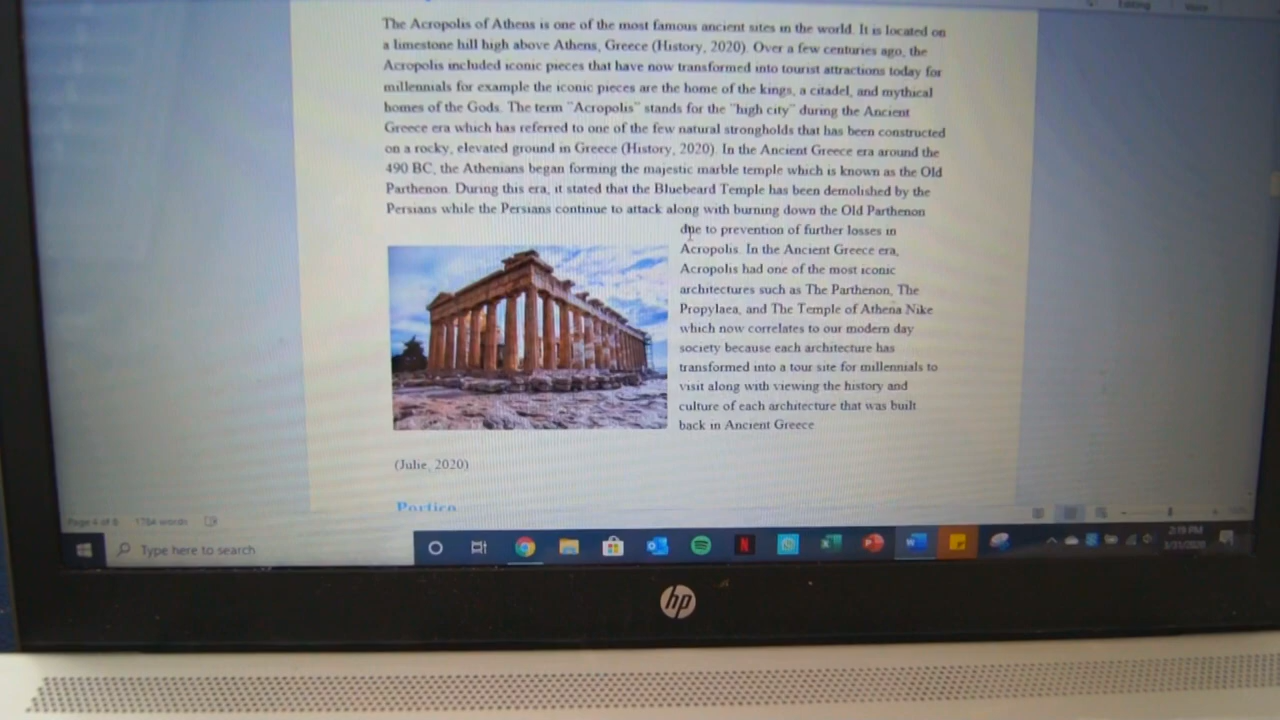 Editing
The Acropolis of Athens is one of the most famous ancient sites in the world. It is located on
a limestone hill high above Athens, Greece (History, 2020). Over a few centuries ago, the
Acropolis included iconic pieces that have now transformed into tourist attractions today for
millennials for example the iconic pieces are the home of the kings, a citadel, and mythical
homes of the Gods. The term "Acropolis" stands for the "high city" during the Ancient
Greece era which has referred to one of the few natural strongholds that has been constructed
on a rocky, elevated ground in Greece (History, 2020). In the Ancient Greece era around the
490 BC, the Athenians began forming the majestic marble temple which is known as the Old
Parthenon. During this era, it stated that the Bluebeard Temple has been demolished by the
Persians while the Persians continue to attack along with burning down the Old Parthenon
due to prevention of further losses in
Acropolis. In the Ancient Greece era,
Acropolis had one of the most iconic
architectures such as The Parthenon, The
Propylaea, and The Temple of Athena Nike
which now correlates to our modern day
society because each architecture has
transformed into a tour site for millennials to
visit along with viewing the history and
culture of each architecture that was built
back in Ancient Greece
(Julie, 2020)
Portico
Page 4 of 8 1784 words
Type here to search
2:19 PM
hp